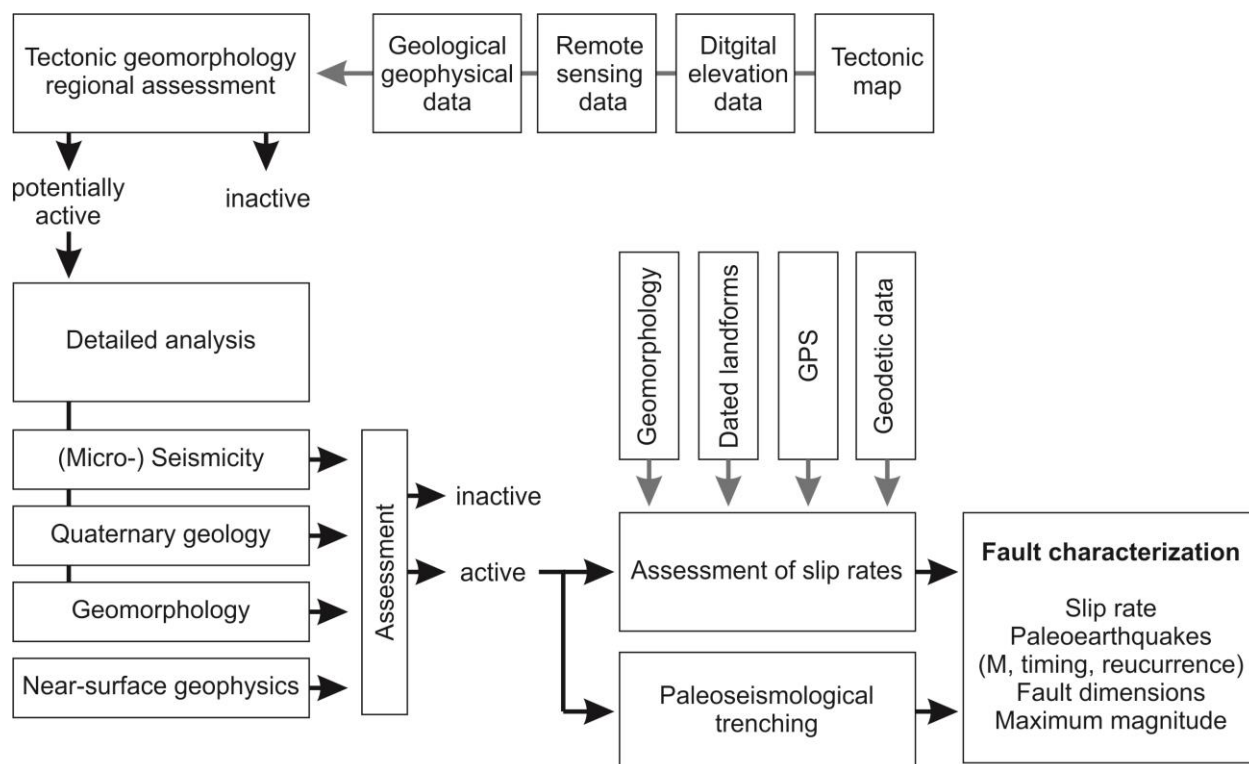 Tectonic geomorphology
regional assessment
Geological
geophysical
data
Remote
sensing
data
Ditgital
elevation
data
Tectonic
map
potentially
active
inactive
Detailed analysis
(Micro-) Seismicity
Quaternary geology
Geomorphology
Near-surface geophysics
Assessment
inactive
active
Geomorphology
Dated landforms
GPS
Geodetic data
Assessment of slip rates
Paleoseismological
trenching
Fault characterization
Slip rate
Paleoearthquakes
(M, timing, reucurrence)
Fault dimensions
Maximum magnitude